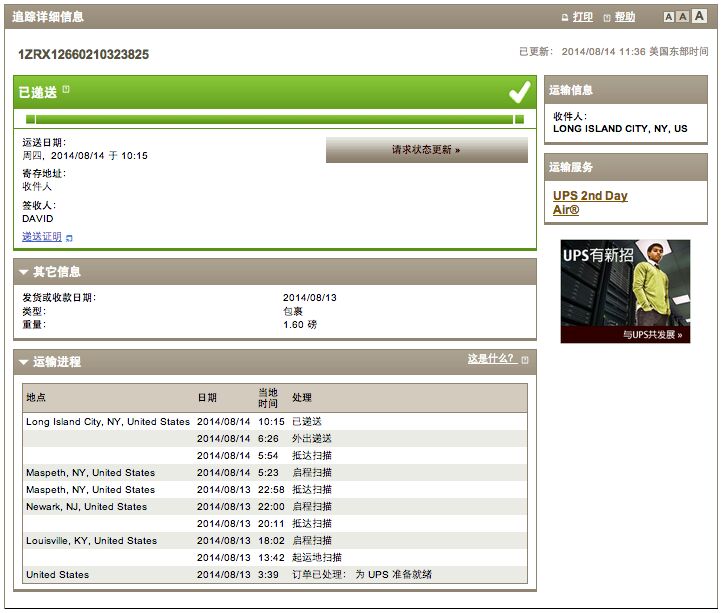 追踪详细信息
打印 帮助 A A A
1ZRX12660210323825
已更新: 2014/08/14 11:36 美国东部时间
已递送
运送日期:
周四, 2014/08/14 于 10:15
请求状态更新 »
寄存地址:
收件人
签收人:
DAVID
递送证明
运输信息
收件人:
LONG ISLAND CITY, NY, US
运输服务
UPS 2nd Day
Air®
UPS有新招
与UPS共发展 »
其它信息
发货或收款日期: 2014/08/13
类型: 包裹
重量: 1.60 磅
运输进程
这是什么?
地点 日期 当地时间 处理
Long Island City, NY, United States 2014/08/14 10:15 已递送
2014/08/14 6:26 外出递送
2014/08/14 5:54 抵达扫描
Maspeth, NY, United States 2014/08/14 5:23 启程扫描
Maspeth, NY, United States 2014/08/13 22:58 抵达扫描
Newark, NJ, United States 2014/08/13 22:00 启程扫描
2014/08/13 20:11 抵达扫描
Louisville, KY, United States 2014/08/13 18:02 启程扫描
2014/08/13 13:42 起运地扫描
United States 2014/08/13 3:39 订单已处理: 为 UPS 准备就绪